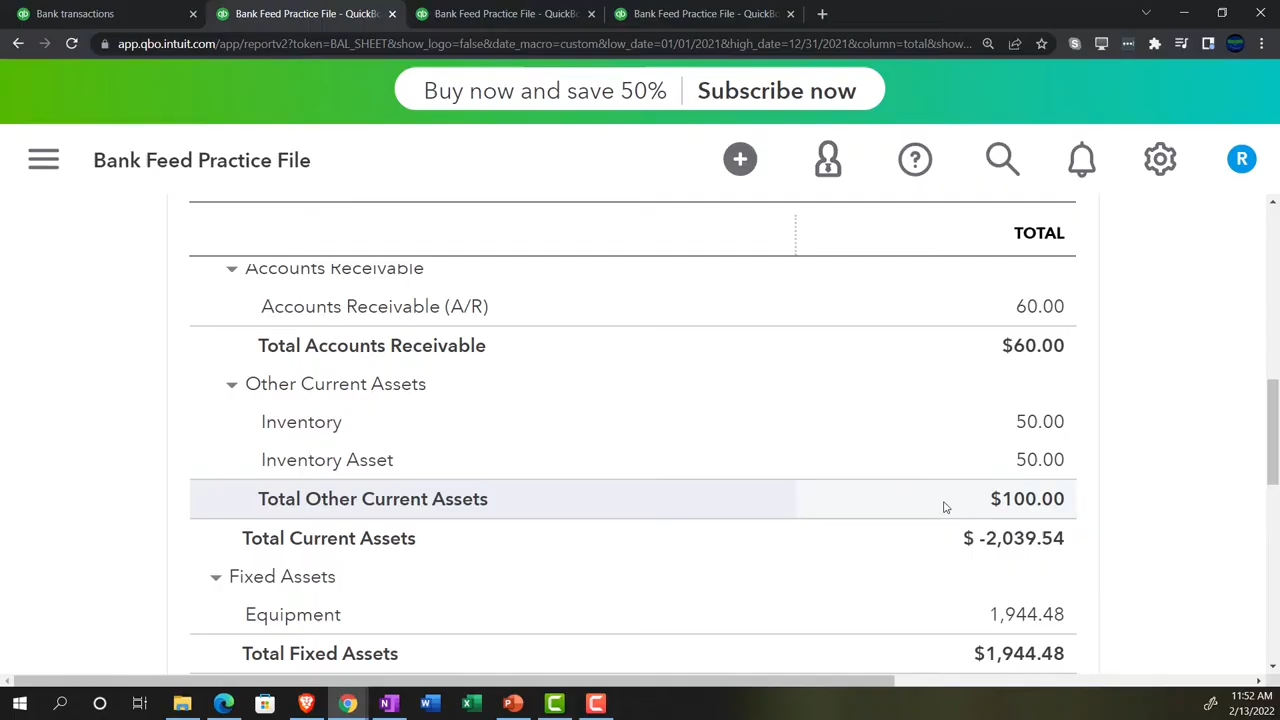 Bank transactions
Bank Feed Practice File - QuickBo
Bank Feed Practice File - QuickBo
Bank Feed Practice File - QuickBo
app.qbo.intuit.com/app/reportv2?token=BAL_SHEET&show_logo=false&date_macro=custom&low_date=01/01/2021&high_date=12/31/2021&column=total&show...
Buy now and save 50% Subscribe now
Bank Feed Practice File
R
TOTAL
Accounts Receivable
Accounts Receivable (A/R) 60.00
Total Accounts Receivable $60.00
Other Current Assets
Inventory 50.00
Inventory Asset 50.00
Total Other Current Assets $100.00
Total Current Assets $ -2,039.54
Fixed Assets
Equipment 1,944.48
Total Fixed Assets $1,944.48
11:52 AM
2/13/2022